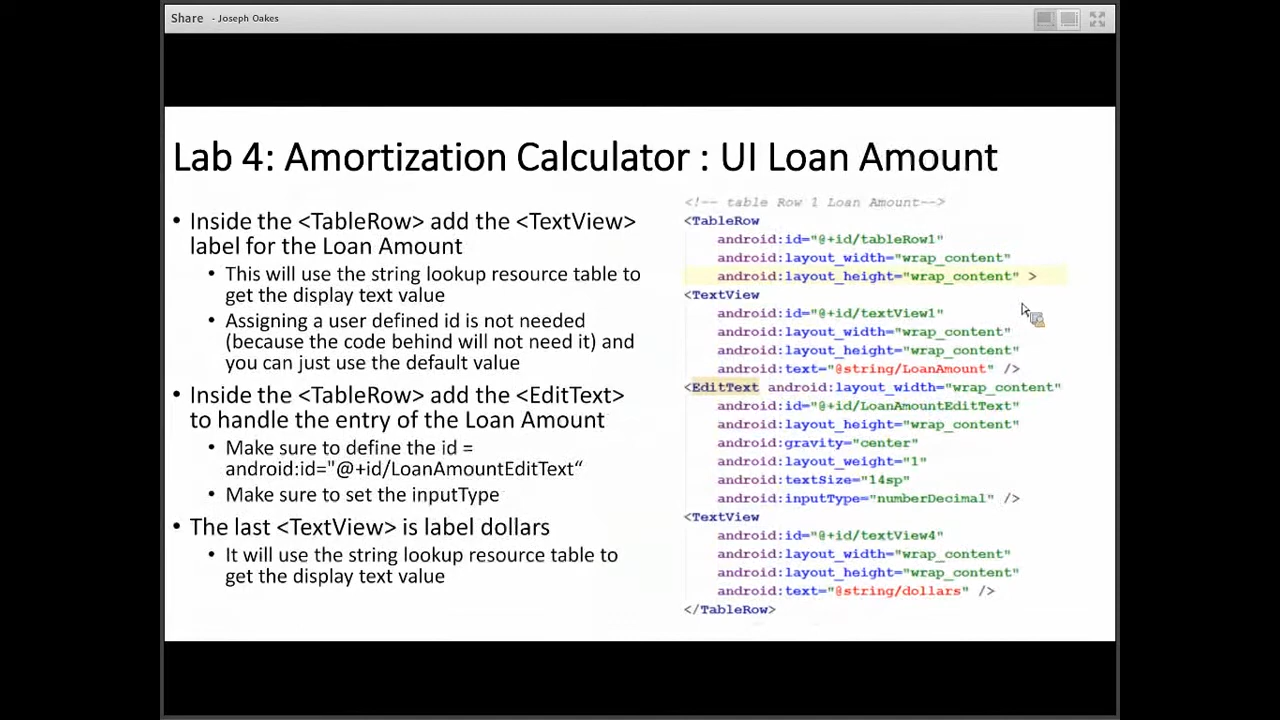 Share - Joseph Oakes
Lab 4: Amortization Calculator : UI Loan Amount
• Inside the <TableRow> add the <TextView>
label for the Loan Amount
• This will use the string lookup resource table to
get the display text value
• Assigning a user defined id is not needed
(because the code behind will not need it) and
you can just use the default value
• Inside the <TableRow> add the <EditText>
to handle the entry of the Loan Amount
• Make sure to define the id =
android:id="@+id/LoanAmountEditText“
• Make sure to set the inputType
• The last <TextView> is label dollars
• It will use the string lookup resource table to
get the display text value
<!-- table Row 1 Loan Amount-->
<TableRow
android:id="@+id/tableRow1"
android:layout_width="wrap_content"
android:layout_height="wrap_content" >
<TextView
android:id="@+id/textView1"
android:layout_width="wrap_content"
android:layout_height="wrap_content"
android:text="@string/LoanAmount" />
<EditText android:layout_width="wrap_content"
android:id="@+id/LoanAmountEditText"
android:layout_height="wrap_content"
android:gravity="center"
android:layout_weight="1"
android:textSize="14sp"
android:inputType="numberDecimal" />
<TextView
android:id="@+id/textView4"
android:layout_width="wrap_content"
android:layout_height="wrap_content"
android:text="@string/dollars" />
</TableRow>